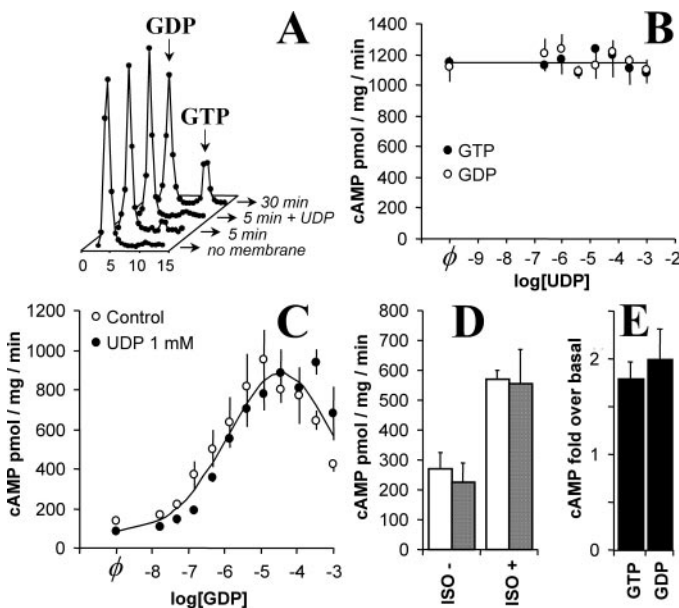 A
GDP
GTP
30 min
5 min + UDP
5 min
no membrane
0 5 10 15
B
cAMP pmol / mg / min
1400
1200
1000
800
600
400
200
0
GTP
GDP
ϕ -9 -8 -7 -6 -5 -4 -3 -2
log[UDP]
C
cAMP pmol / mg / min
1200
1000
800
600
400
200
0
Control
UDP 1 mM
ϕ -8 -7 -6 -5 -4 -3
log[GDP]
D
cAMP pmol / mg / min
800
700
600
500
400
300
200
100
0
ISO - ISO +
E
cAMP fold over basal
2
1
0
GTP GDP